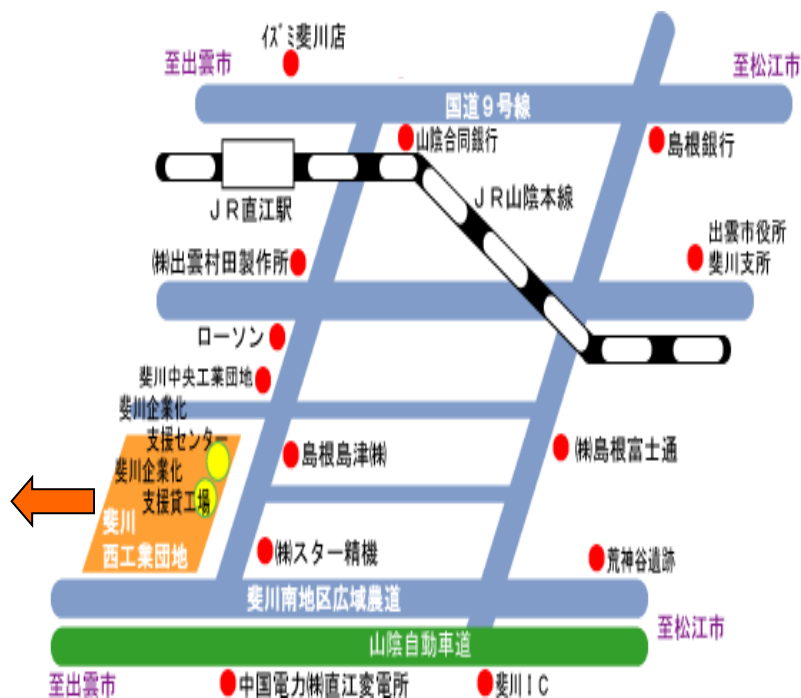 イズミ斐川店
至出雲市
至松江市
国道９号線
山陰合同銀行
島根銀行
ＪＲ直江駅
ＪＲ山陰本線
出雲市役所
斐川支所
㈱出雲村田製作所
ローソン
斐川中央工業団地
斐川企業化
支援センター
斐川企業化
支援貸工場
斐川
西工業団地
島根島津㈱
㈱島根富士通
㈱スター精機
荒神谷遺跡
斐川南地区広域農道
至松江市
山陰自動車道
至出雲市
中国電力㈱直江変電所
斐川ＩＣ